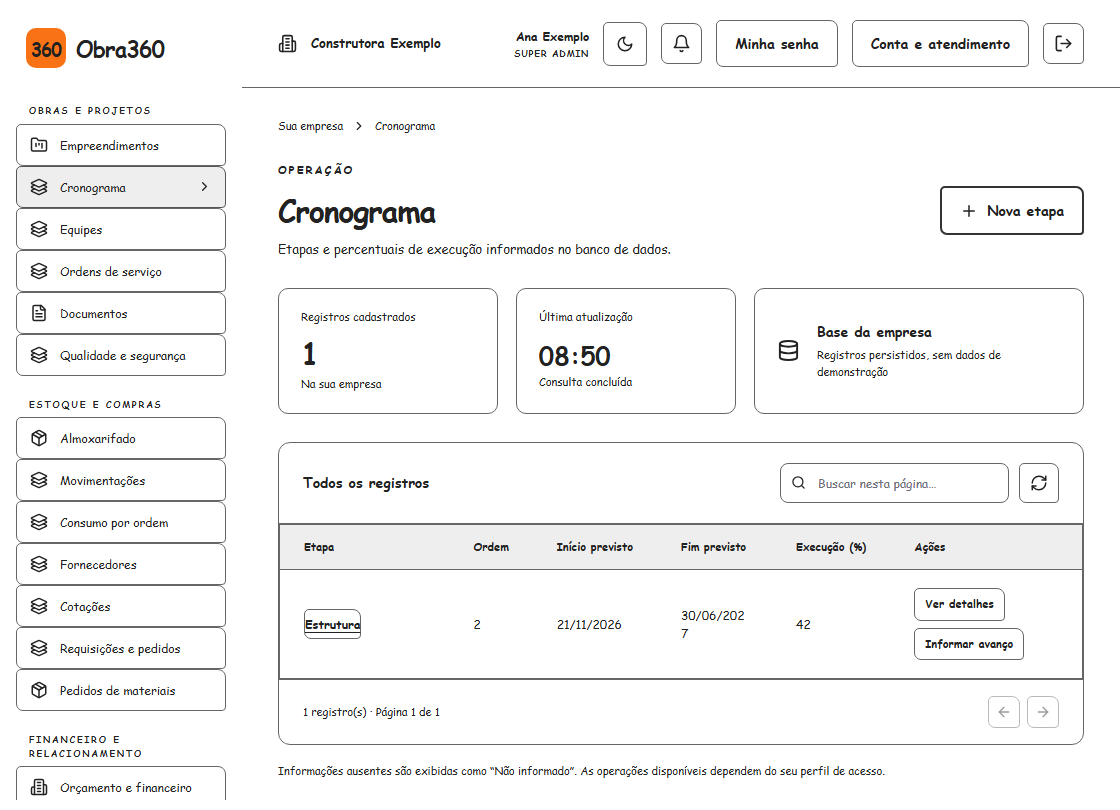 360 Obra360
OBRAS E PROJETOS
Empreendimentos
Cronograma
Equipes
Ordens de serviço
Documentos
Qualidade e segurança
ESTOQUE E COMPRAS
Almoxarifado
Movimentações
Consumo por ordem
Fornecedores
Cotações
Requisições e pedidos
Pedidos de materiais
FINANCEIRO E
RELACIONAMENTO
Orçamento e financeiro
Construtora Exemplo
Ana Exemplo
SUPER ADMIN
Minha senha
Conta e atendimento
Sua empresa
Cronograma
OPERAÇÃO
Cronograma
Etapas e percentuais de execução informados no banco de dados.
Nova etapa
Registros cadastrados
1
Na sua empresa
Última atualização
08:50
Consulta concluída
Base da empresa
Registros persistidos, sem dados de
demonstração
Todos os registros
Buscar nesta página...
Etapa Ordem Início previsto Fim previsto Execução (%) Ações
Estrutura 2 21/11/2026 30/06/202
7 42
Ver detalhes
Informar avanço
1 registro(s) · Página 1 de 1
Informações ausentes são exibidas como “Não informado”. As operações disponíveis dependem do seu perfil de acesso.